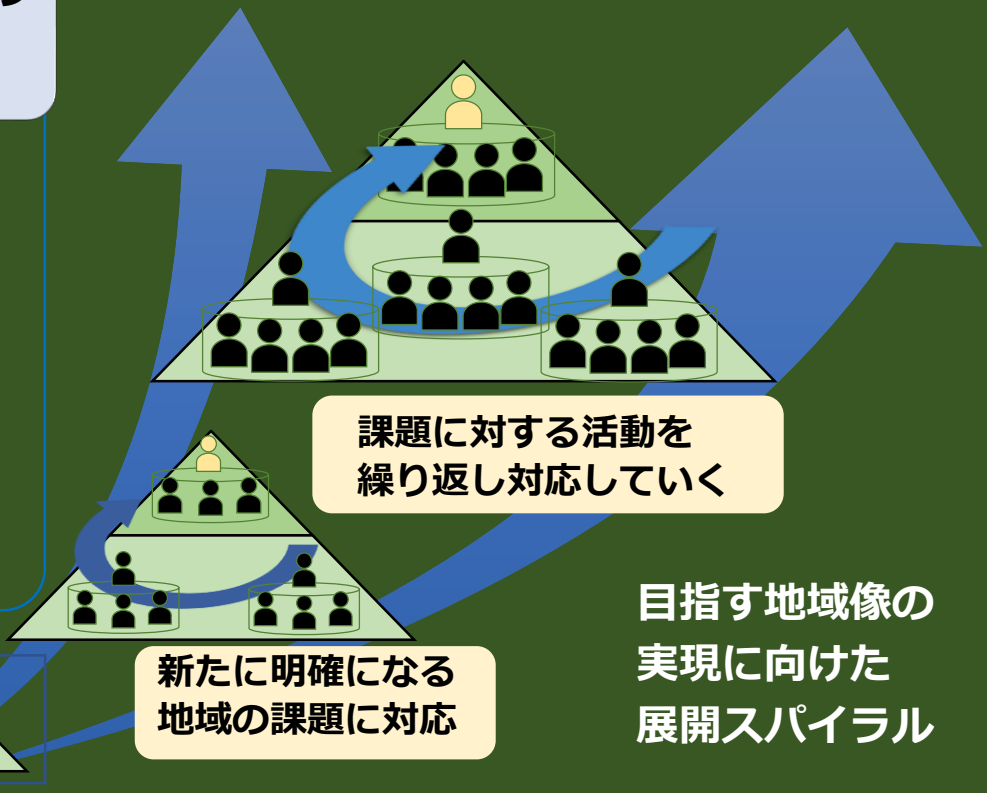 課題に対する活動を
繰り返し対応していく
新たに明確になる
地域の課題に対応
目指す地域像の
実現に向けた
展開スパイラル